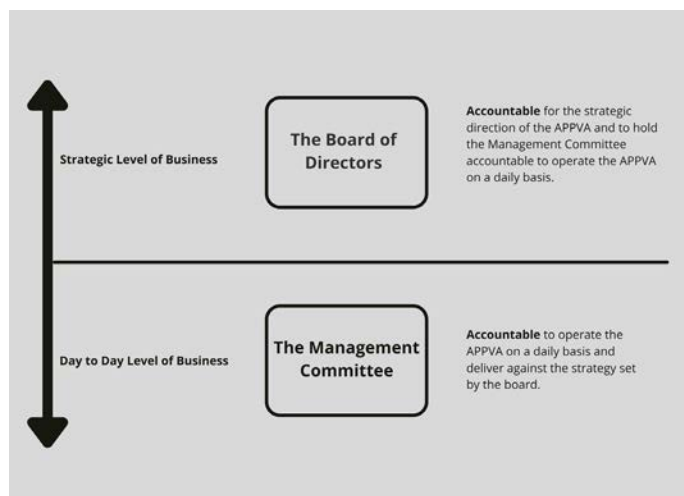 Strategic Level of Business
The Board of
Directors
Accountable for the strategic
direction of the APPVA and to hold
the Management Committee
accountable to operate the APPVA
on a daily basis.
Day to Day Level of Business
The Management
Committee
Accountable to operate the
APPVA on a daily basis and
deliver against the strategy set
by the board.